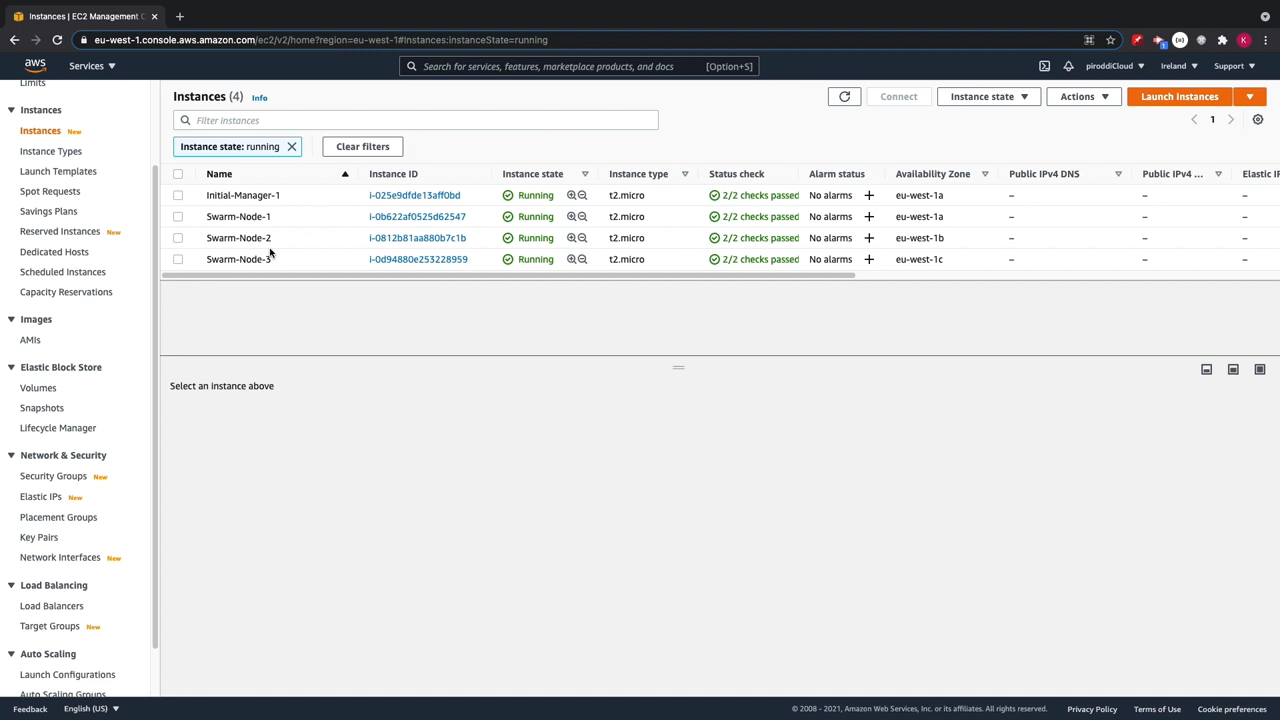 Instances | EC2 Management C
eu-west-1.console.aws.amazon.com/ec2/v2/home?region=eu-west-1#Instances:instanceState=running
aws Services Search for services, features, marketplace products, and docs [Option+S] piroddiCloud Ireland Support
Limits
Instances
Instances New
Instance Types
Launch Templates
Spot Requests
Savings Plans
Reserved Instances New
Dedicated Hosts
Scheduled Instances
Capacity Reservations
Images
AMIs
Elastic Block Store
Volumes
Snapshots
Lifecycle Manager
Network & Security
Security Groups New
Elastic IPs New
Placement Groups
Key Pairs
Network Interfaces New
Load Balancing
Load Balancers
Target Groups New
Auto Scaling
Launch Configurations
Auto Scaling Groups
Instances (4) Info Connect Instance state Actions Launch instances
Filter instances 1
Instance state: running Clear filters
Name Instance ID Instance state Instance type Status check Alarm status Availability Zone Public IPv4 DNS Public IPv4 ... Elastic IP
Initial-Manager-1 i-025e9dfde13aff0bd Running t2.micro 2/2 checks passed No alarms + eu-west-1a – – –
Swarm-Node-1 i-0b622af0525d62547 Running t2.micro 2/2 checks passed No alarms + eu-west-1a – – –
Swarm-Node-2 i-0812b81aa880b7c1b Running t2.micro 2/2 checks passed No alarms + eu-west-1b – – –
Swarm-Node-3 i-0d94880e253228959 Running t2.micro 2/2 checks passed No alarms + eu-west-1c – – –
Select an instance above
Feedback English (US) © 2008 - 2021, Amazon Web Services, Inc. or its affiliates. All rights reserved. Privacy Policy Terms of Use Cookie preferences